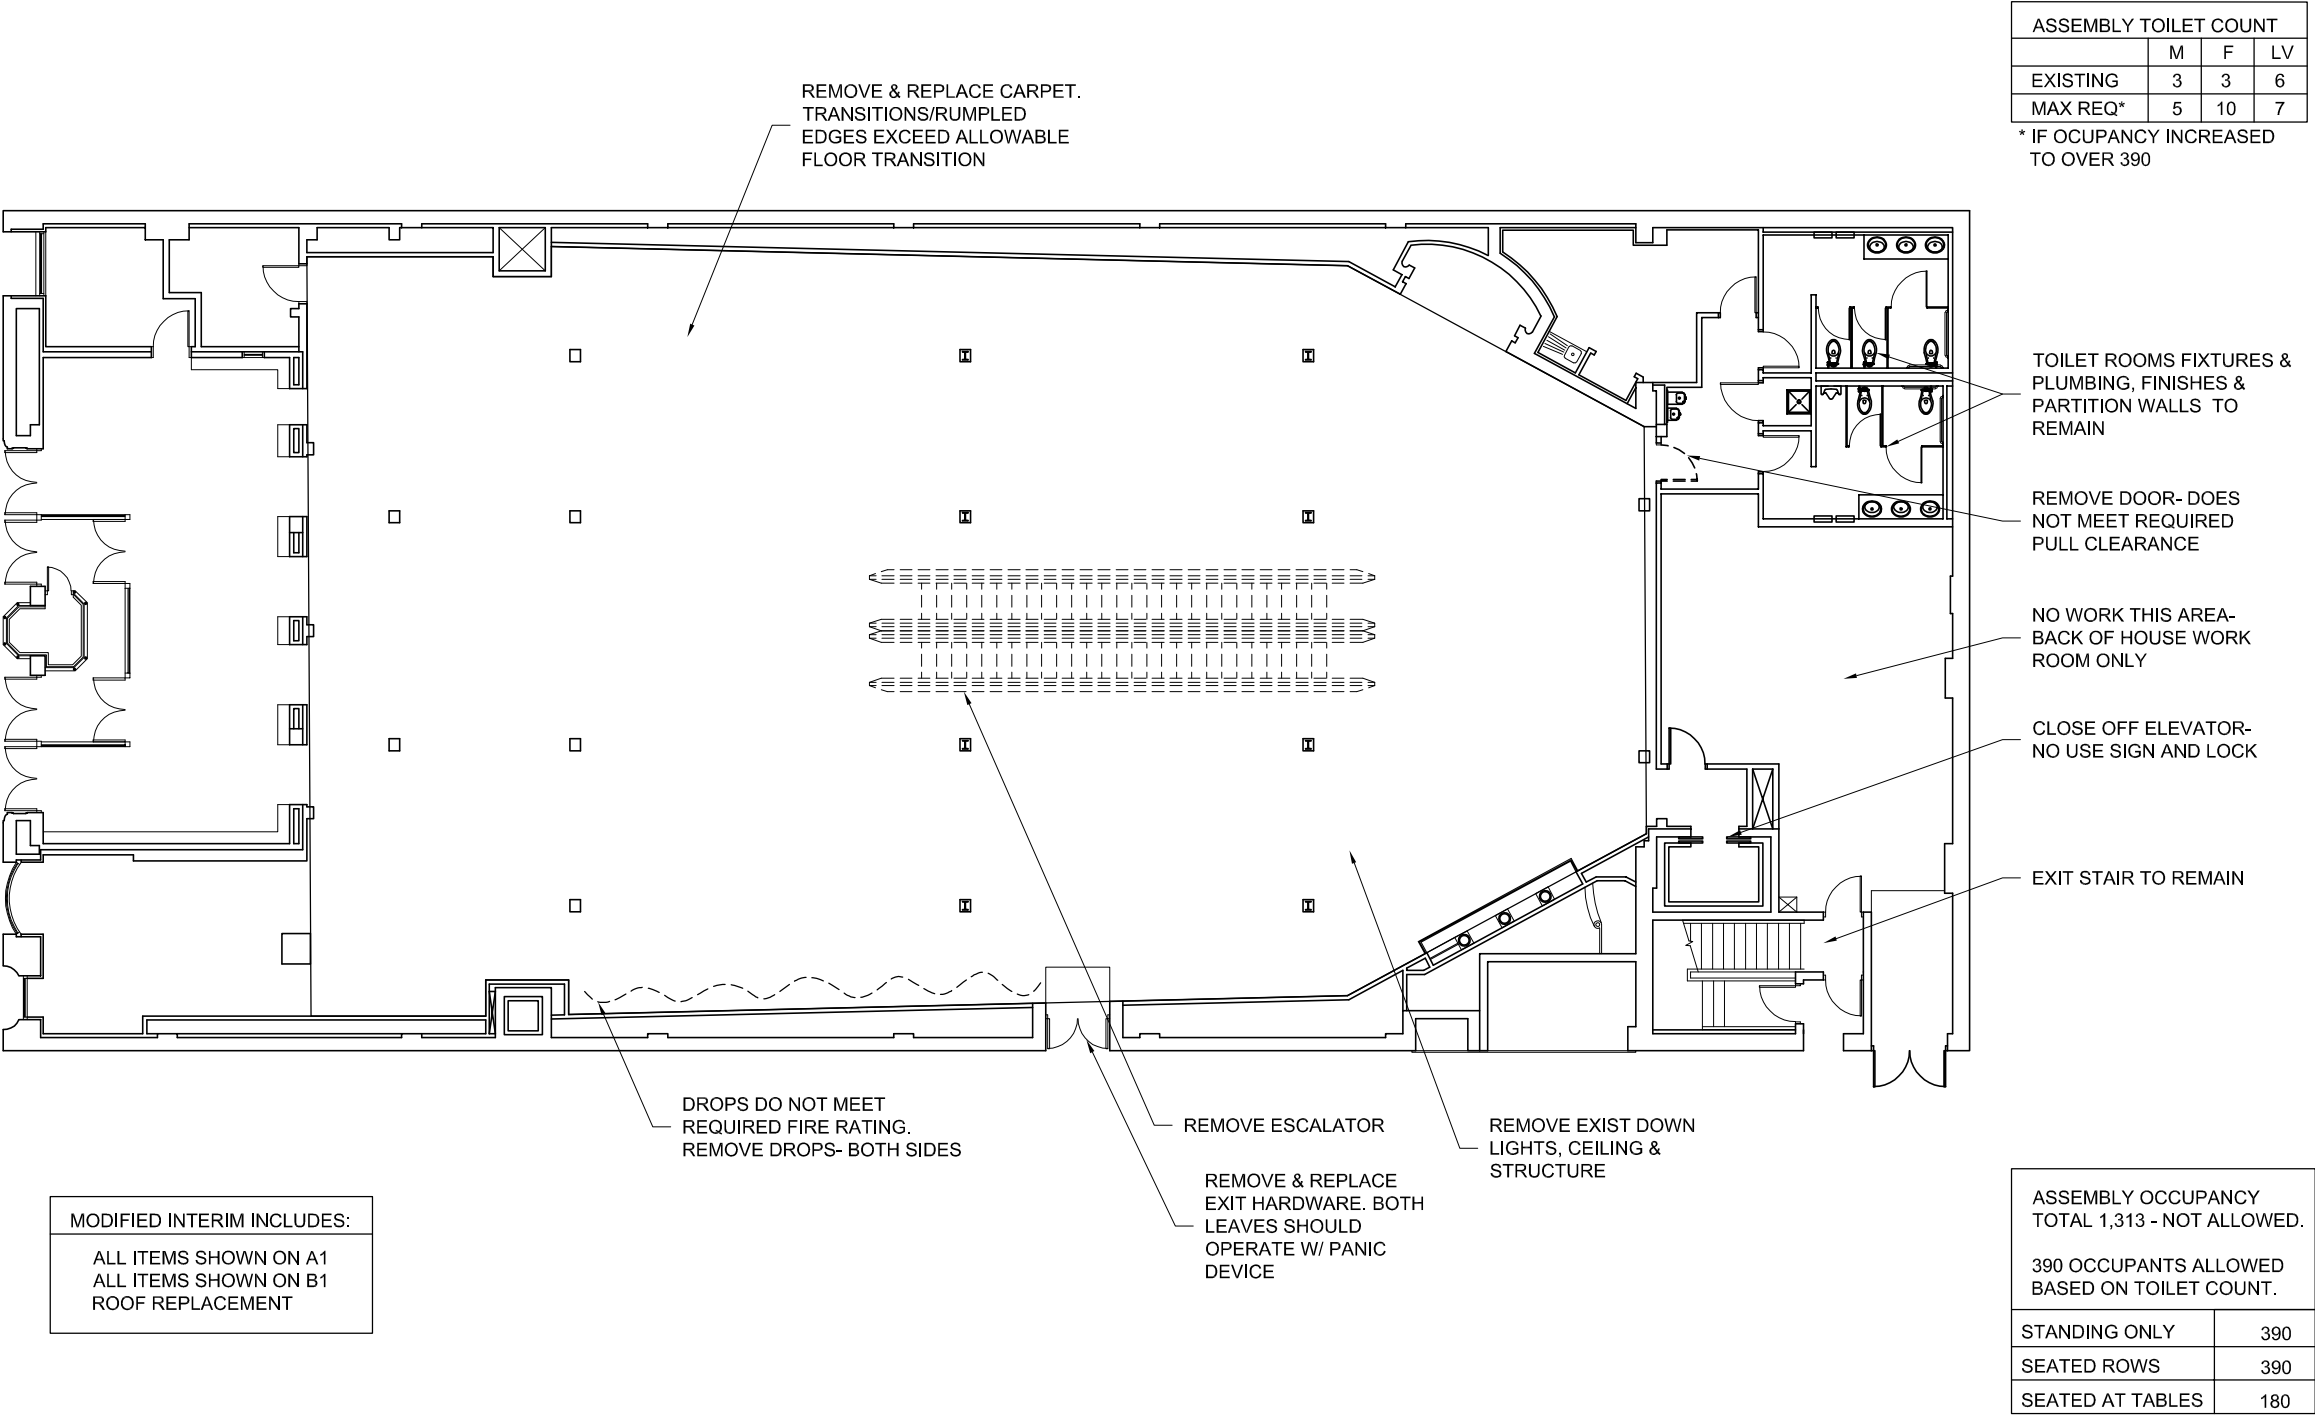 ASSEMBLY TOILET COUNT
M F LV
EXISTING 3 3 6
MAX REQ* 5 10 7
* IF OCUPANCY INCREASED
TO OVER 390
REMOVE & REPLACE CARPET.
TRANSITIONS/RUMPLED
EDGES EXCEED ALLOWABLE
FLOOR TRANSITION
TOILET ROOMS FIXTURES &
PLUMBING, FINISHES &
PARTITION WALLS TO
REMAIN
REMOVE DOOR- DOES
NOT MEET REQUIRED
PULL CLEARANCE
NO WORK THIS AREA-
BACK OF HOUSE WORK
ROOM ONLY
CLOSE OFF ELEVATOR-
NO USE SIGN AND LOCK
EXIT STAIR TO REMAIN
DROPS DO NOT MEET
REQUIRED FIRE RATING.
REMOVE DROPS- BOTH SIDES
REMOVE ESCALATOR
REMOVE & REPLACE
EXIT HARDWARE. BOTH
LEAVES SHOULD
OPERATE W/ PANIC
DEVICE
REMOVE EXIST DOWN
LIGHTS, CEILING &
STRUCTURE
MODIFIED INTERIM INCLUDES:
ALL ITEMS SHOWN ON A1
ALL ITEMS SHOWN ON B1
ROOF REPLACEMENT
ASSEMBLY OCCUPANCY
TOTAL 1,313 - NOT ALLOWED.
390 OCCUPANTS ALLOWED
BASED ON TOILET COUNT.
STANDING ONLY 390
SEATED ROWS 390
SEATED AT TABLES 180